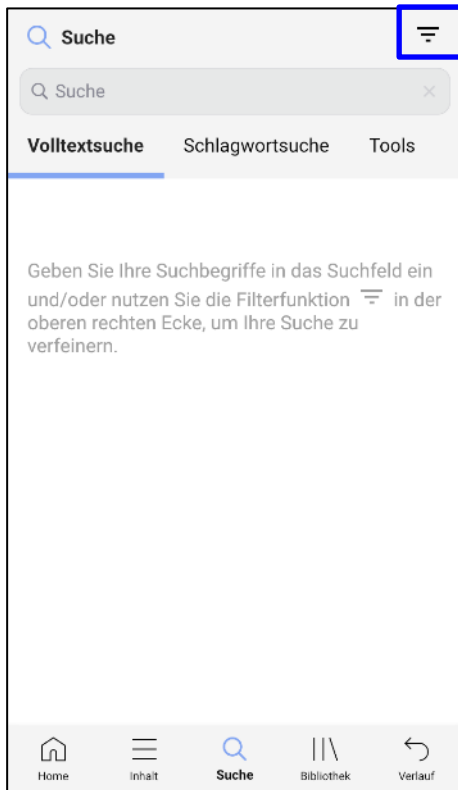 Suche
Suche
Volltextsuche Schlagwortsuche Tools
Geben Sie Ihre Suchbegriffe in das Suchfeld ein
und/oder nutzen Sie die Filterfunktion in der
oberen rechten Ecke, um Ihre Suche zu
verfeinern.
Home Inhalt Suche Bibliothek Verlauf